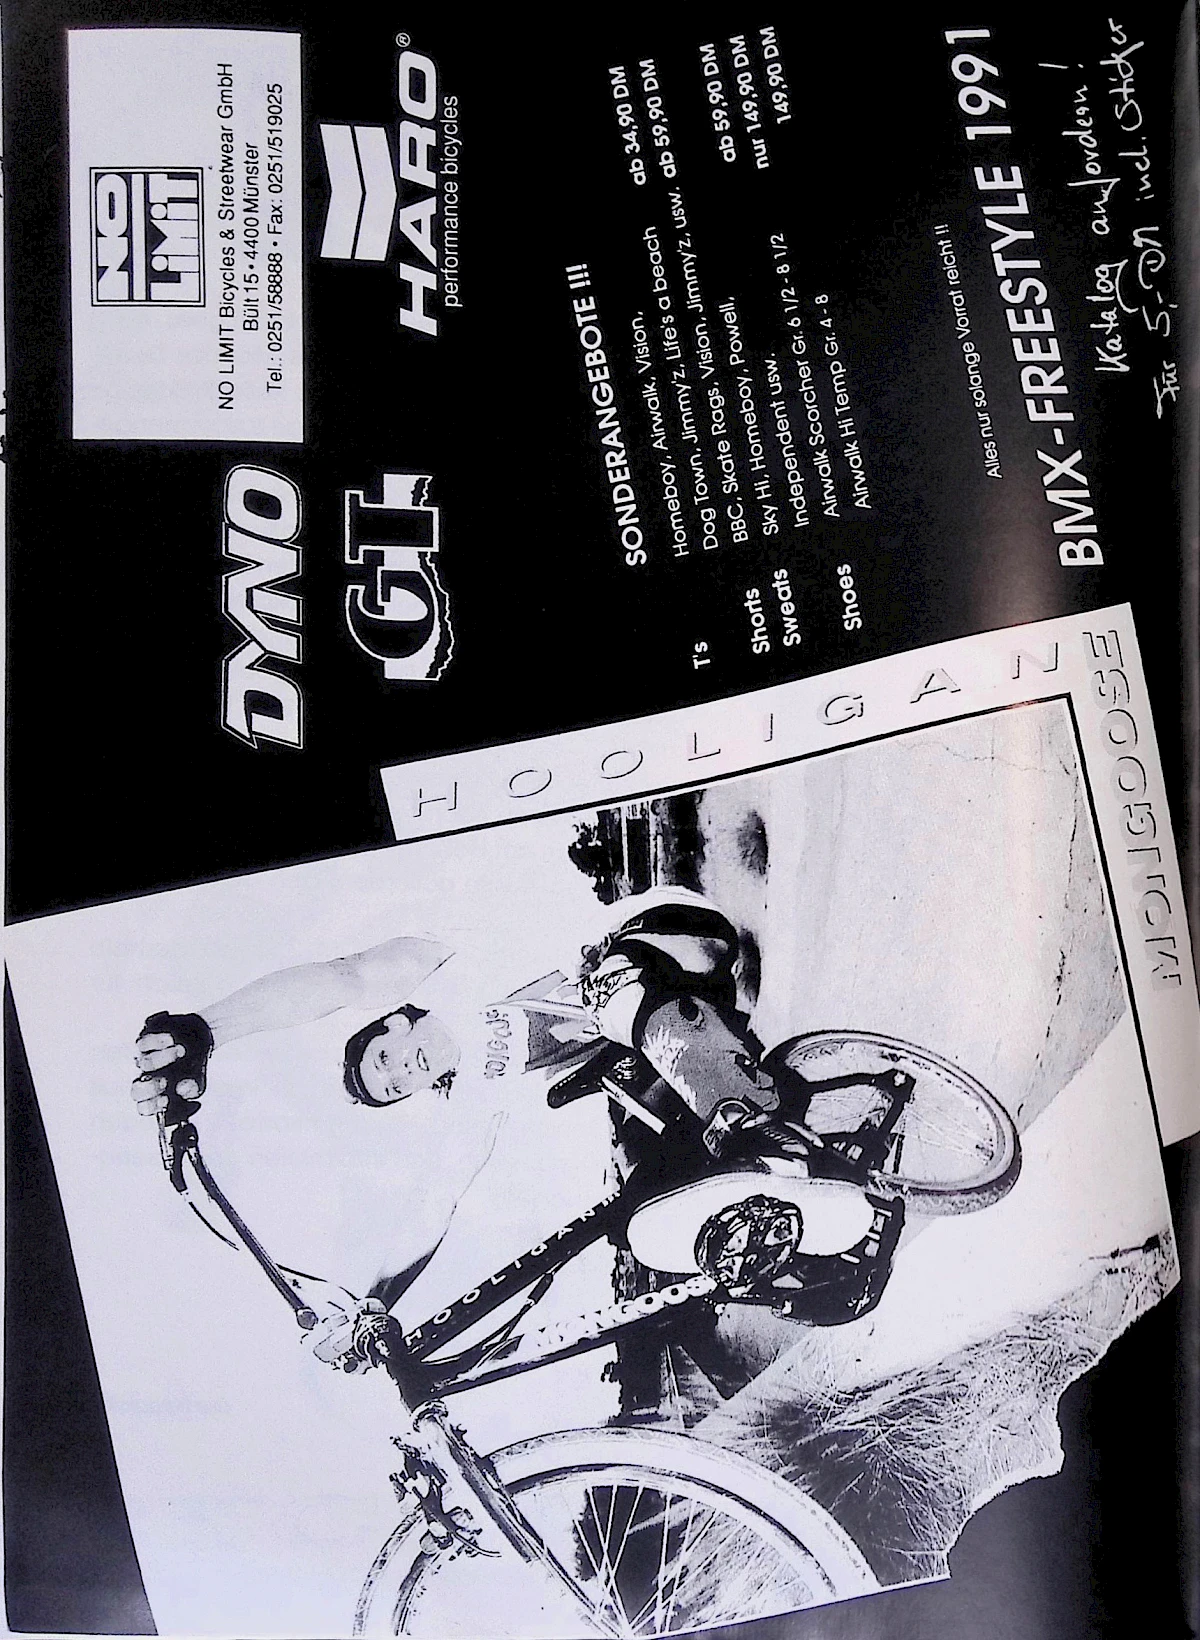 DYNO
GT
NO
LiMiT
NO LIMIT Bicycles & Streetwear GmbH
Bült 15 • 4400 Münster
Tel.: 0251/58888 • Fax: 0251/519025
HARO®
performance bicycles
HOOLIGAN
MONGOOSE
HOOLIGAN
MONGOOS
SONDERANGEBOTE !!!
T's Homeboy, Airwalk, Vision, ab 34,90 DM
Dog Town, Jimmy'z, Life's a beach ab 59,90 DM
Shorts BBC, Skate Rags, Vision, Jimmy'z, usw. ab 59,90 DM
Sweats Sky Hi, Homeboy, Powell, ab 59,90 DM
Independent usw.
Shoes Airwalk Scorcher Gr. 6 1/2 - 8 1/2 nur 149,90 DM
Airwalk Hi Temp Gr. 4 - 8 149,90 DM
Alles nur solange Vorrat reicht !!
BMX-FREESTYLE 1991
Katalog anfordern!
Für 5,- DM incl. Sticker